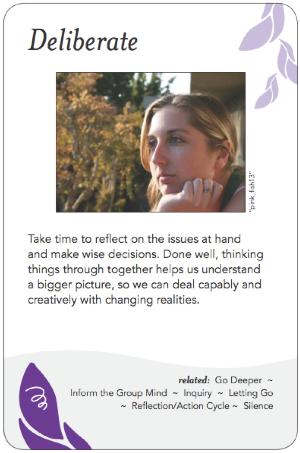 Deliberate
"pink_fish13"
Take time to reflect on the issues at hand
and make wise decisions. Done well, thinking
things through together helps us understand
a bigger picture, so we can deal capably and
creatively with changing realities.
related: Go Deeper ~
Inform the Group Mind ~ Inquiry ~ Letting Go
~ Reflection/Action Cycle ~ Silence